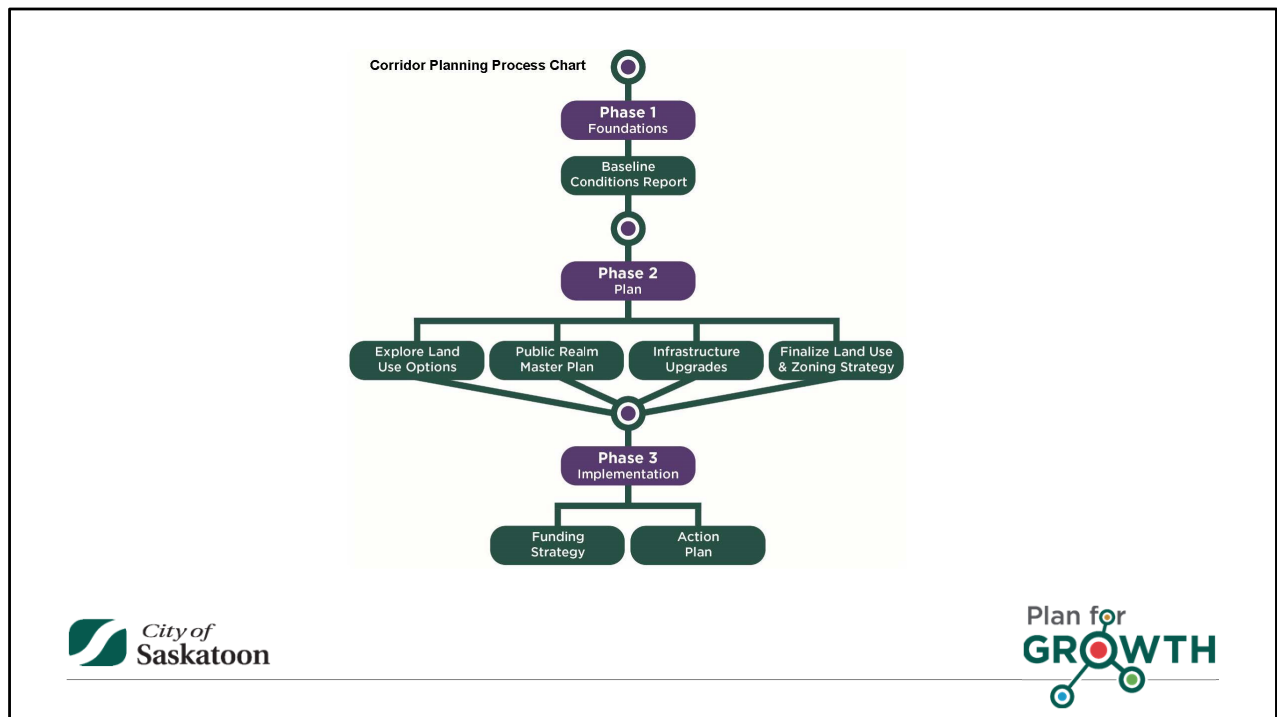 Corridor Planning Process Chart
Phase 1
Foundations
Baseline
Conditions Report
Phase 2
Plan
Explore Land
Use Options
Public Realm
Master Plan
Infrastructure
Upgrades
Finalize Land Use
& Zoning Strategy
Phase 3
Implementation
Funding
Strategy
Action
Plan
City of
Saskatoon
Plan for
GROWTH